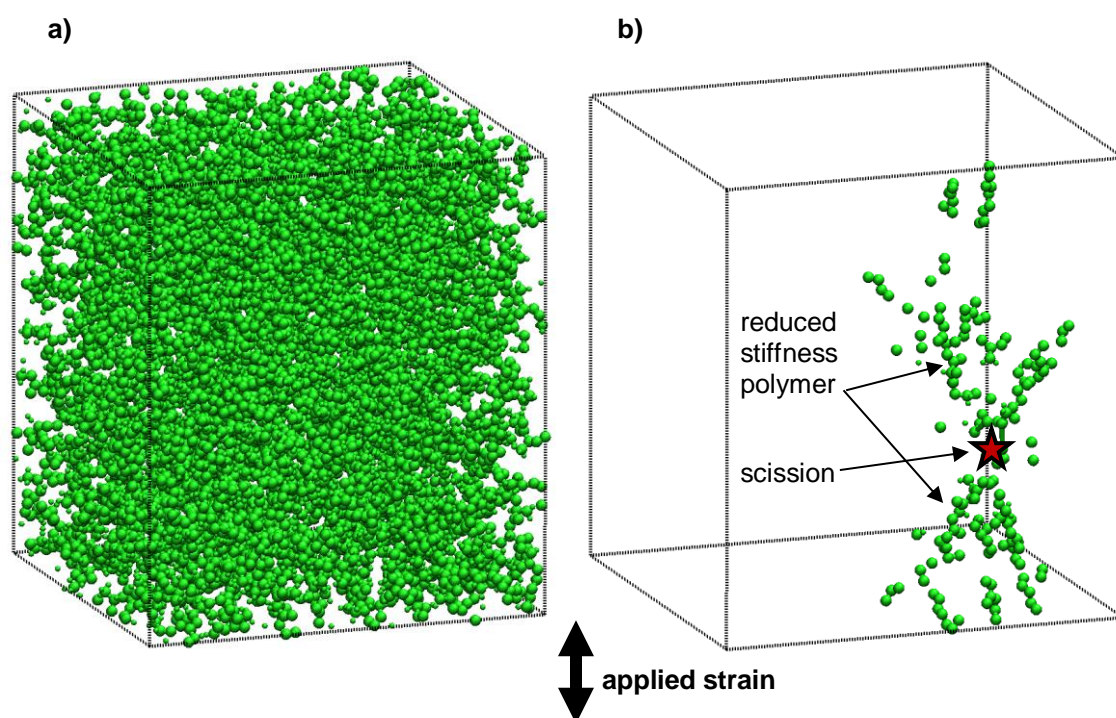 a)
b)
reduced
stiffness
polymer
scission
applied strain